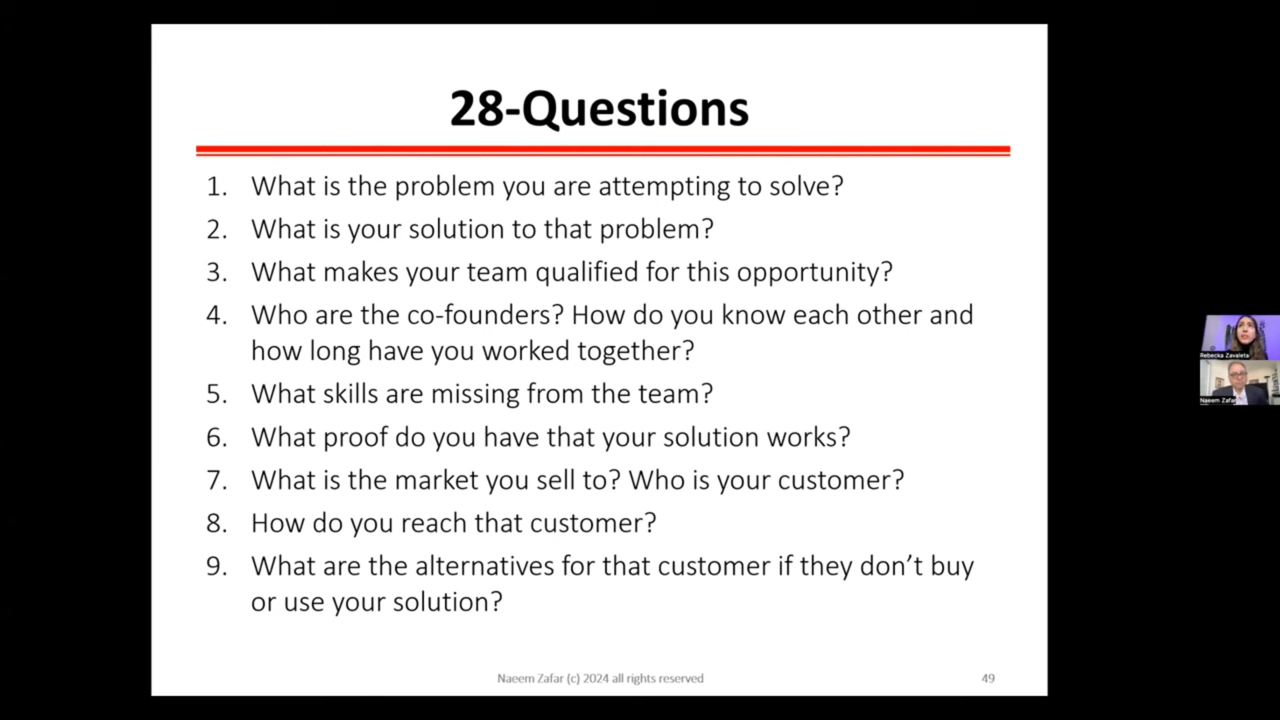 28-Questions
1. What is the problem you are attempting to solve?
2. What is your solution to that problem?
3. What makes your team qualified for this opportunity?
4. Who are the co-founders? How do you know each other and
how long have you worked together?
5. What skills are missing from the team?
6. What proof do you have that your solution works?
7. What is the market you sell to? Who is your customer?
8. How do you reach that customer?
9. What are the alternatives for that customer if they don’t buy
or use your solution?
Naeem Zafar (c) 2024 all rights reserved
49
Rebecka Zavaleta
Naeem Zafar